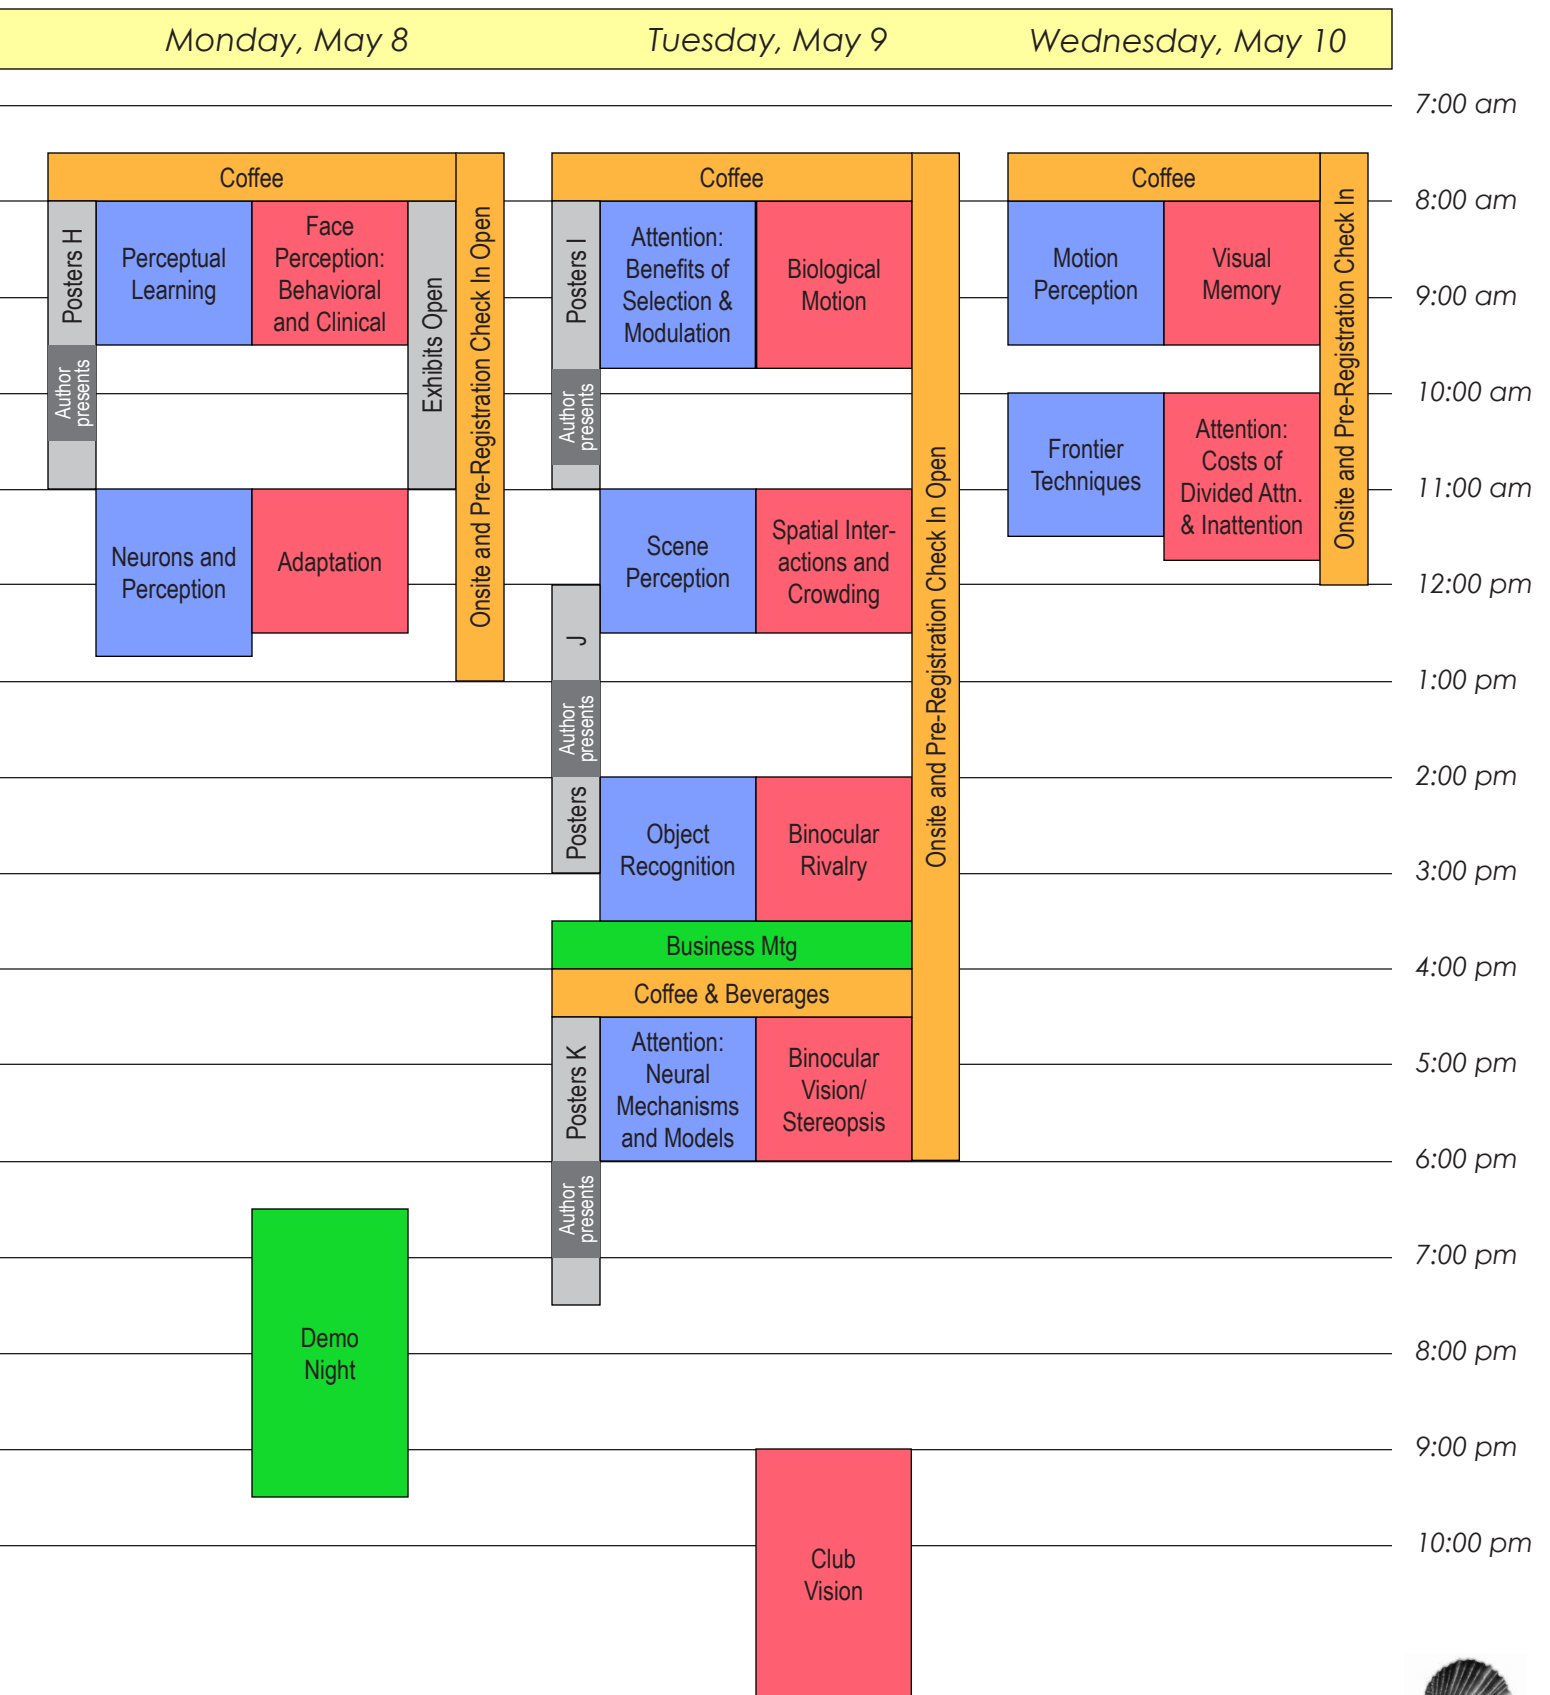 Monday, May 8
Tuesday, May 9
Wednesday, May 10
7:00 am
8:00 am
9:00 am
10:00 am
11:00 am
12:00 pm
1:00 pm
2:00 pm
3:00 pm
4:00 pm
5:00 pm
6:00 pm
7:00 pm
8:00 pm
9:00 pm
10:00 pm
Coffee
Posters H
Author
presents
Perceptual
Learning
Face
Perception:
Behavioral
and Clinical
Exhibits Open
Onsite and Pre-Registration Check In Open
Neurons and
Perception
Adaptation
Demo
Night
Coffee
Posters I
Author
presents
Attention:
Benefits of
Selection &
Modulation
Biological
Motion
Onsite and Pre-Registration Check In Open
Scene
Perception
Spatial Inter-
actions and
Crowding
Posters
Author
presents
J
Object
Recognition
Binocular
Rivalry
Business Mtg
Coffee & Beverages
Posters K
Author
presents
Attention:
Neural
Mechanisms
and Models
Binocular
Vision/
Stereopsis
Club
Vision
Coffee
Motion
Perception
Visual
Memory
Onsite and Pre-Registration Check In
Frontier
Techniques
Attention:
Costs of
Divided Attn.
& Inattention